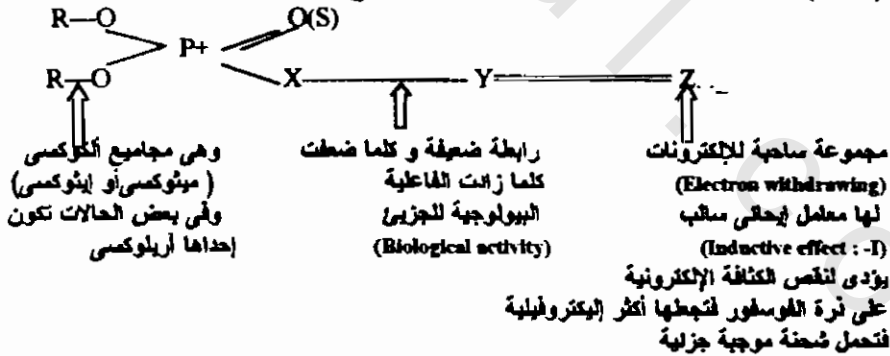 R—O O(S)
P+
R—O X Y Z
مجموعة ساحبة للإلكترونات
(Electron withdrawing)
لها معامل إيحائى سالب
(Inductive effect : -I)
يؤدى لنقص الكثافة الإلكترونية
على ذرة الفوسفور فتجعلها أكثر إليكتروفيلية
فتحمل شحنة موجبة جزئية
رابطة ضعيفة و كلما ضعفت
كلما زادت الفاعلية
البيولوجية للجزيئ
(Biological activity)
وهى مجاميع ألكوكسى
( ميثوكسى أو إيثوكسى)
وفى بعض الحالات تكون
إحداها أريلوكسى